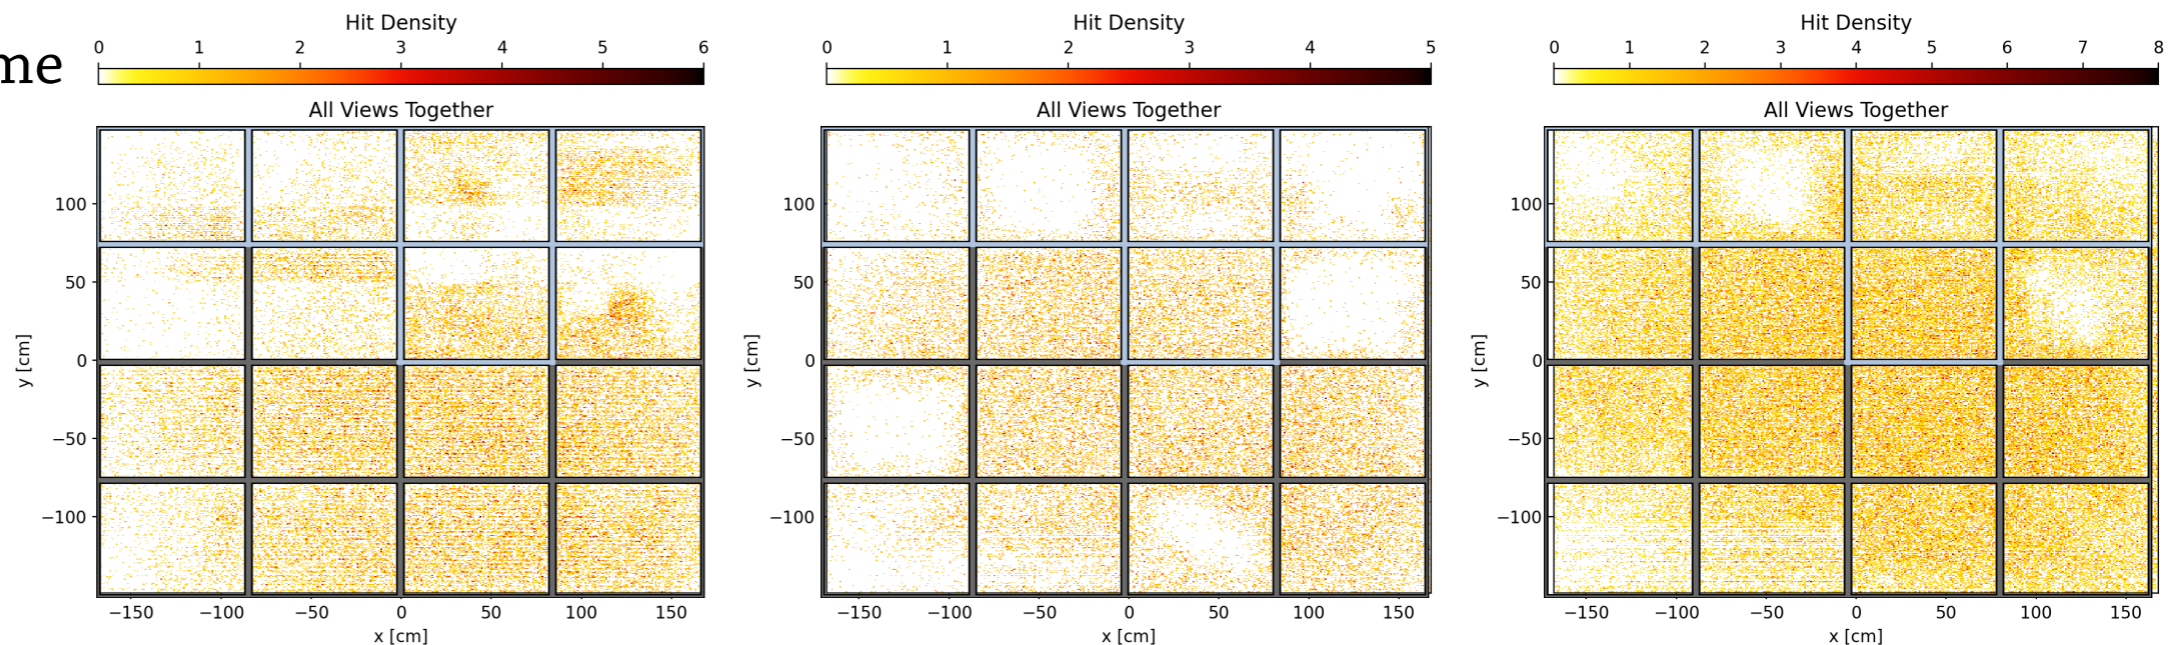 me
Hit Density
0 1 2 3 4 5 6
All Views Together
100
50
0
−50
−100
y [cm]
−150 −100 −50 0 50 100 150
x [cm]
Hit Density
0 1 2 3 4 5
All Views Together
100
50
0
−50
−100
y [cm]
−150 −100 −50 0 50 100 150
x [cm]
Hit Density
0 1 2 3 4 5 6 7 8
All Views Together
100
50
0
−50
−100
y [cm]
−150 −100 −50 0 50 100 150
x [cm]